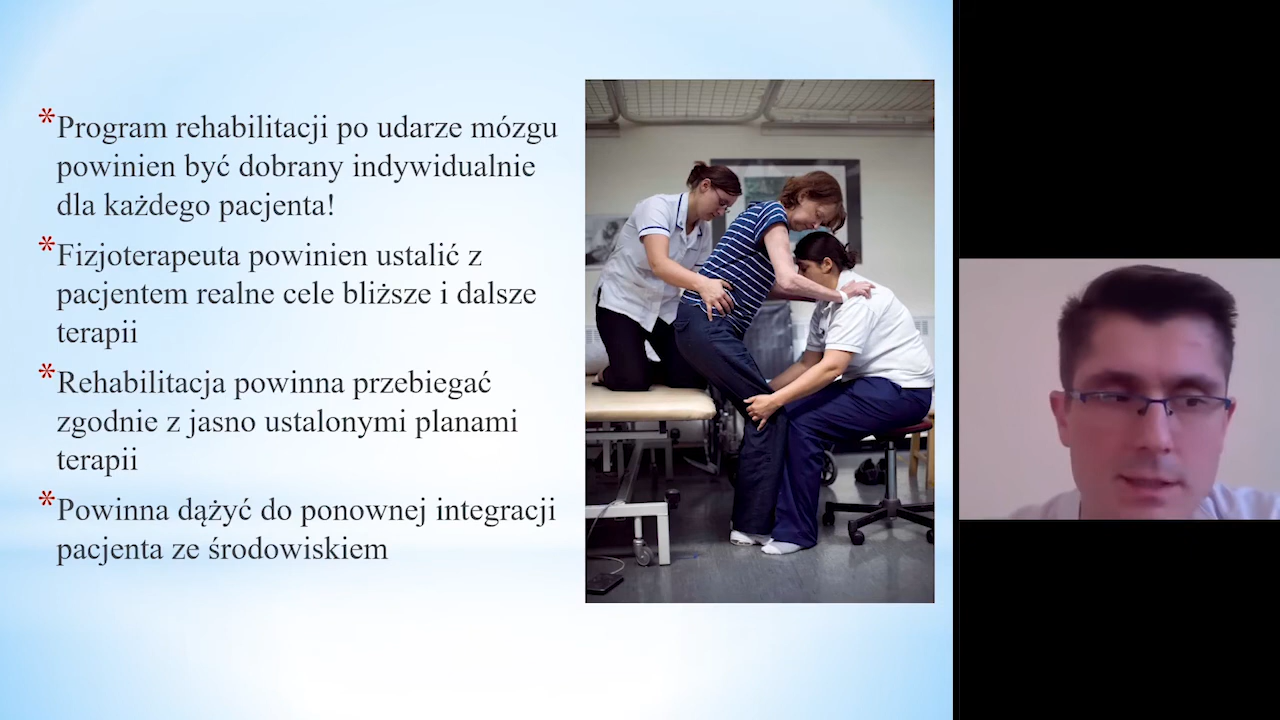 *Program rehabilitacji po udarze mózgu
powinien być dobrany indywidualnie
dla każdego pacjenta!
*Fizjoterapeuta powinien ustalić z
pacjentem realne cele bliższe i dalsze
terapii
*Rehabilitacja powinna przebiegać
zgodnie z jasno ustalonymi planami
terapii
*Powinna dążyć do ponownej integracji
pacjenta ze środowiskiem